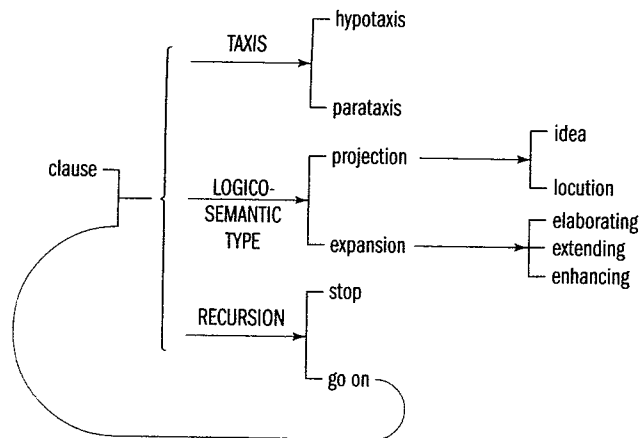 hypotaxis
TAXIS
parataxis
idea
clause
projection
locution
LOGICO-
SEMANTIC
TYPE
elaborating
expansion
extending
enhancing
stop
RECURSION
go on